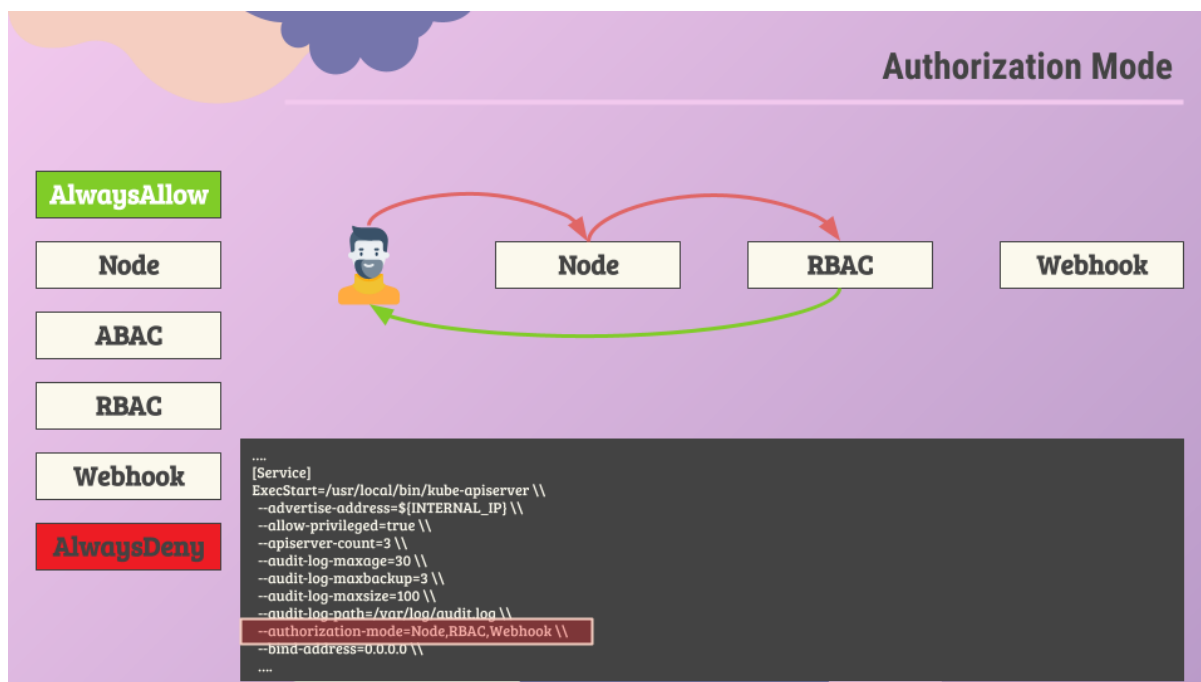 Authorization Mode
AlwaysAllow
Node
ABAC
RBAC
Webhook
AlwaysDeny
Node
RBAC
Webhook
....
[Service]
ExecStart=/usr/local/bin/kube-apiserver \\
--advertise-address=${INTERNAL_IP} \\
--allow-privileged=true \\
--apiserver-count=3 \\
--audit-log-maxage=30 \\
--audit-log-maxbackup=3 \\
--audit-log-maxsize=100 \\
--audit-log-path=/var/log/audit.log \\
--authorization-mode=Node,RBAC,Webhook \\
--bind-address=0.0.0.0 \\
....